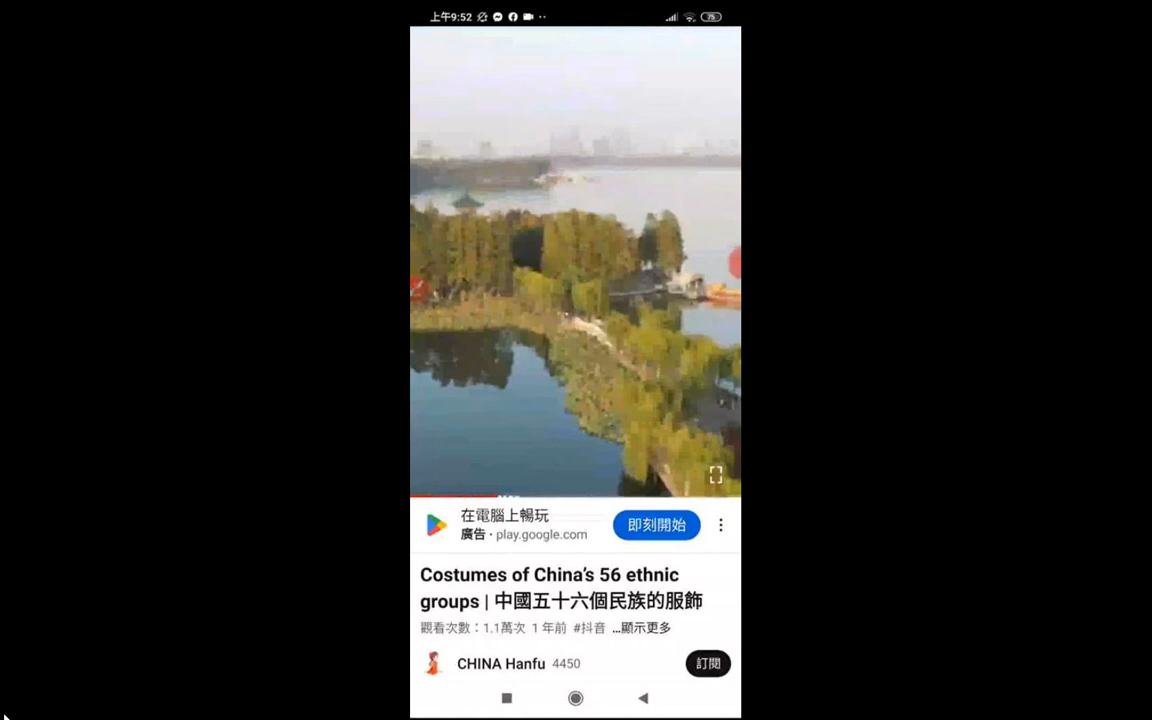 上午9:52
75
在電腦上暢玩
廣告 · play.google.com
即刻開始
Costumes of China's 56 ethnic
groups | 中國五十六個民族的服飾
觀看次數：1.1萬次 1 年前 #抖音 ...顯示更多
CHINA Hanfu 4450
訂閱